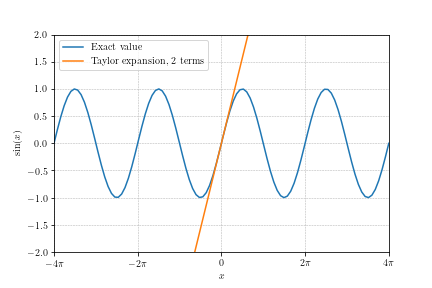 Exact value
Taylor expansion, 2 terms
2.0
1.5
1.0
0.5
0.0
−0.5
−1.0
−1.5
−2.0
sin(x)
−4π −2π 0 2π 4π
x